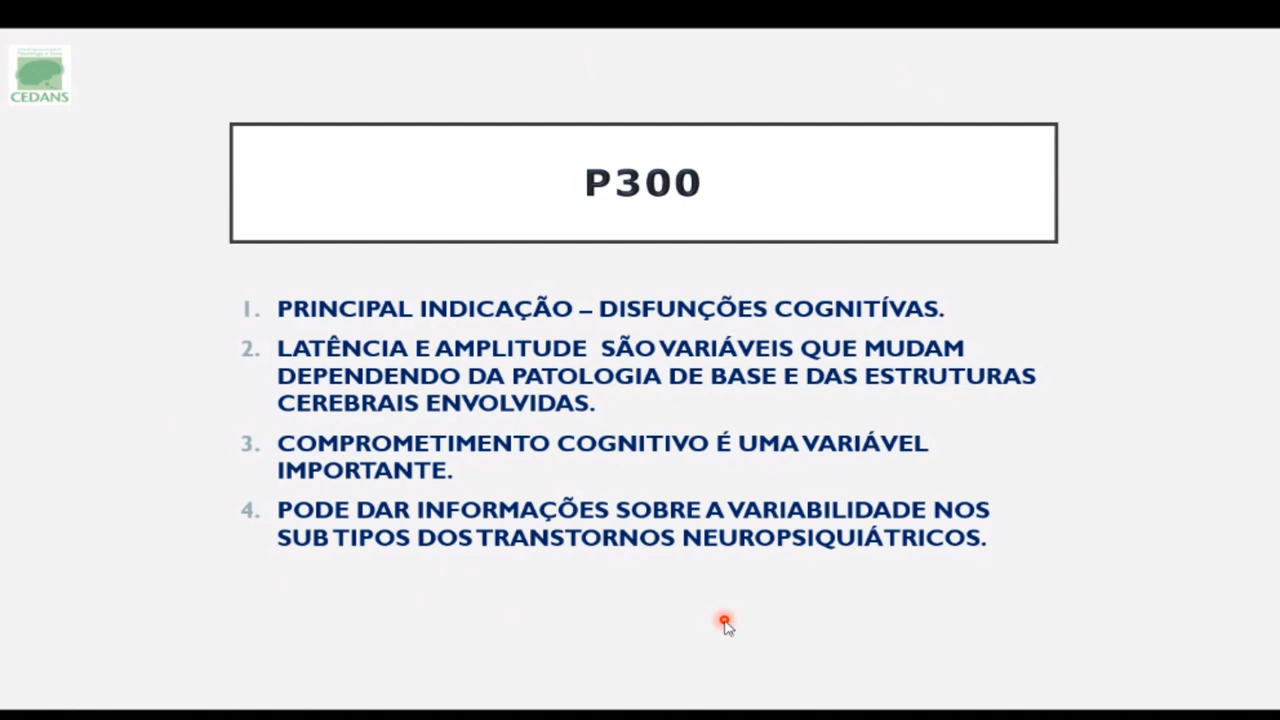 CEDANS
P300
1. PRINCIPAL INDICAÇÃO – DISFUNÇÕES COGNITÍVAS.
2. LATÊNCIA E AMPLITUDE SÃO VARIÁVEIS QUE MUDAM
DEPENDENDO DA PATOLOGIA DE BASE E DAS ESTRUTURAS
CEREBRAIS ENVOLVIDAS.
3. COMPROMETIMENTO COGNITIVO É UMA VARIÁVEL
IMPORTANTE.
4. PODE DAR INFORMAÇÕES SOBRE A VARIABILIDADE NOS
SUB TIPOS DOS TRANSTORNOS NEUROPSIQUIÁTRICOS.